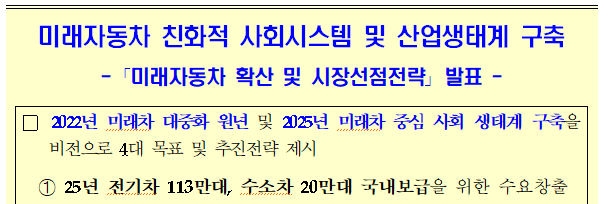 미래자동차 친화적 사회시스템 및 산업생태계 구축
-「미래자동차 확산 및 시장선점전략」발표 -
□ 2022년 미래차 대중화 원년 및 2025년 미래차 중심 사회 생태계 구축을
비전으로 4대 목표 및 추진전략 제시
① 25년 전기차 113만대, 수소차 20만대 국내보급을 위한 수요창출